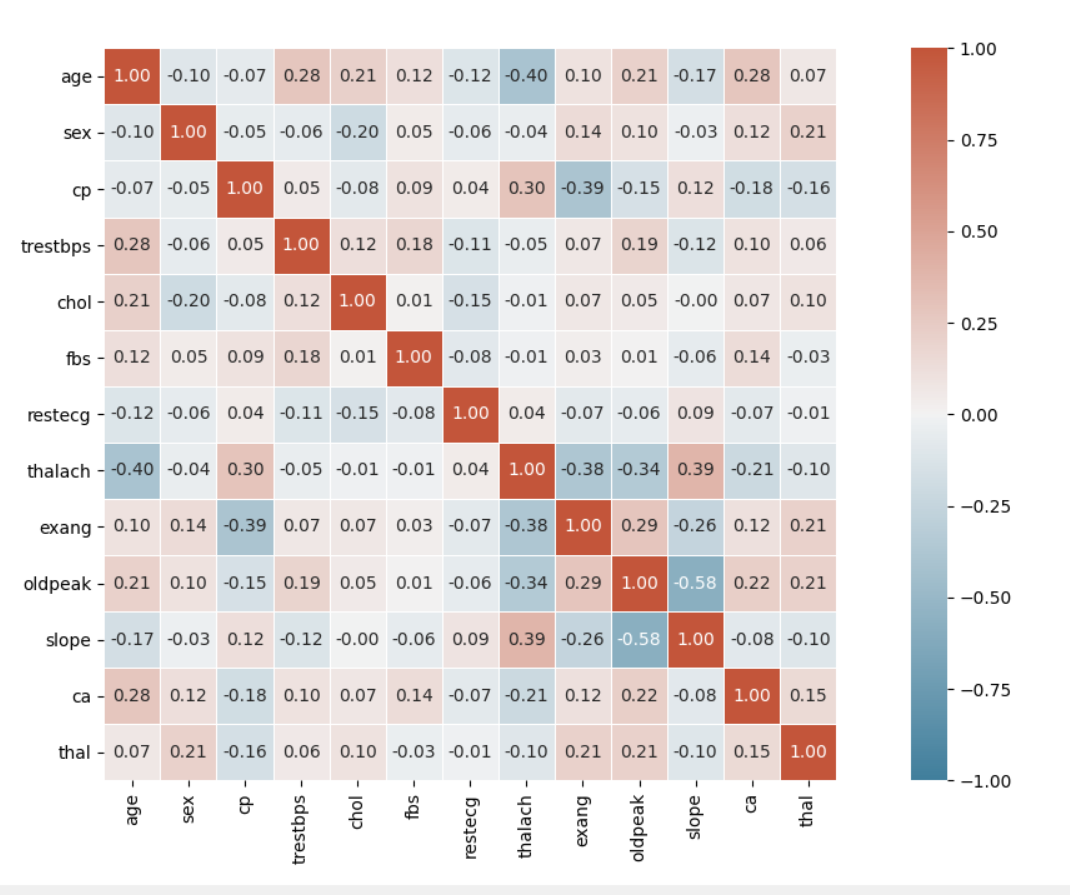 age 1.00 -0.10 -0.07 0.28 0.21 0.12 -0.12 -0.40 0.10 0.21 -0.17 0.28 0.07
sex -0.10 1.00 -0.05 -0.06 -0.20 0.05 -0.06 -0.04 0.14 0.10 -0.03 0.12 0.21
cp -0.07 -0.05 1.00 0.05 -0.08 0.09 0.04 0.30 -0.39 -0.15 0.12 -0.18 -0.16
trestbps 0.28 -0.06 0.05 1.00 0.12 0.18 -0.11 -0.05 0.07 0.19 -0.12 0.10 0.06
chol 0.21 -0.20 -0.08 0.12 1.00 0.01 -0.15 -0.01 0.07 0.05 -0.00 0.07 0.10
fbs 0.12 0.05 0.09 0.18 0.01 1.00 -0.08 -0.01 0.03 0.01 -0.06 0.14 -0.03
restecg -0.12 -0.06 0.04 -0.11 -0.15 -0.08 1.00 0.04 -0.07 -0.06 0.09 -0.07 -0.01
thalach -0.40 -0.04 0.30 -0.05 -0.01 -0.01 0.04 1.00 -0.38 -0.34 0.39 -0.21 -0.10
exang 0.10 0.14 -0.39 0.07 0.07 0.03 -0.07 -0.38 1.00 0.29 -0.26 0.12 0.21
oldpeak 0.21 0.10 -0.15 0.19 0.05 0.01 -0.06 -0.34 0.29 1.00 -0.58 0.22 0.21
slope -0.17 -0.03 0.12 -0.12 -0.00 -0.06 0.09 0.39 -0.26 -0.58 1.00 -0.08 -0.10
ca 0.28 0.12 -0.18 0.10 0.07 0.14 -0.07 -0.21 0.12 0.22 -0.08 1.00 0.15
thal 0.07 0.21 -0.16 0.06 0.10 -0.03 -0.01 -0.10 0.21 0.21 -0.10 0.15 1.00
age sex cp trestbps chol fbs restecg thalach exang oldpeak slope ca thal
1.00
0.75
0.50
0.25
0.00
−0.25
−0.50
−0.75
−1.00